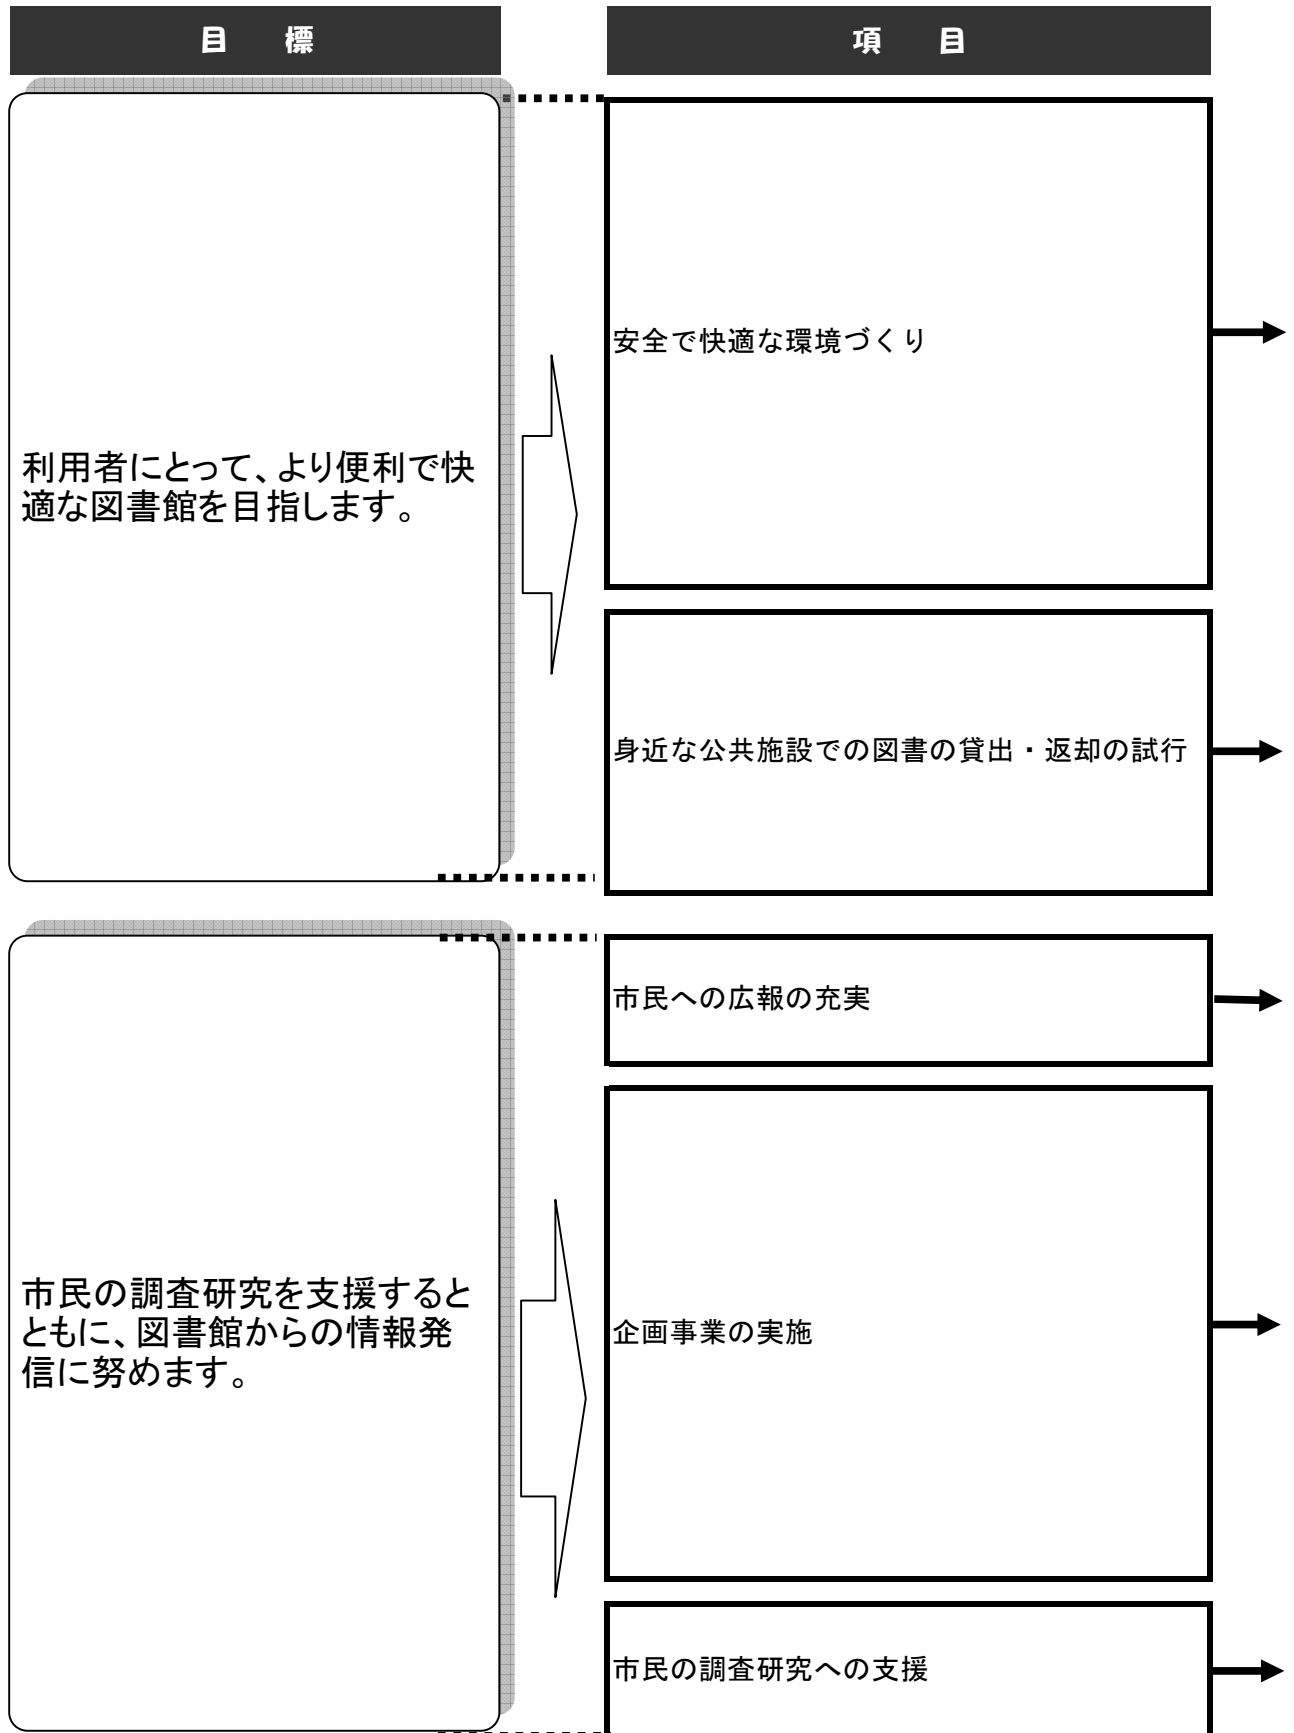 目　標
項　目
利用者にとって、より便利で快
適な図書館を目指します。
安全で快適な環境づくり
身近な公共施設での図書の貸出・返却の試行
市民の調査研究を支援すると
ともに、図書館からの情報発
信に努めます。
市民への広報の充実
企画事業の実施
市民の調査研究への支援